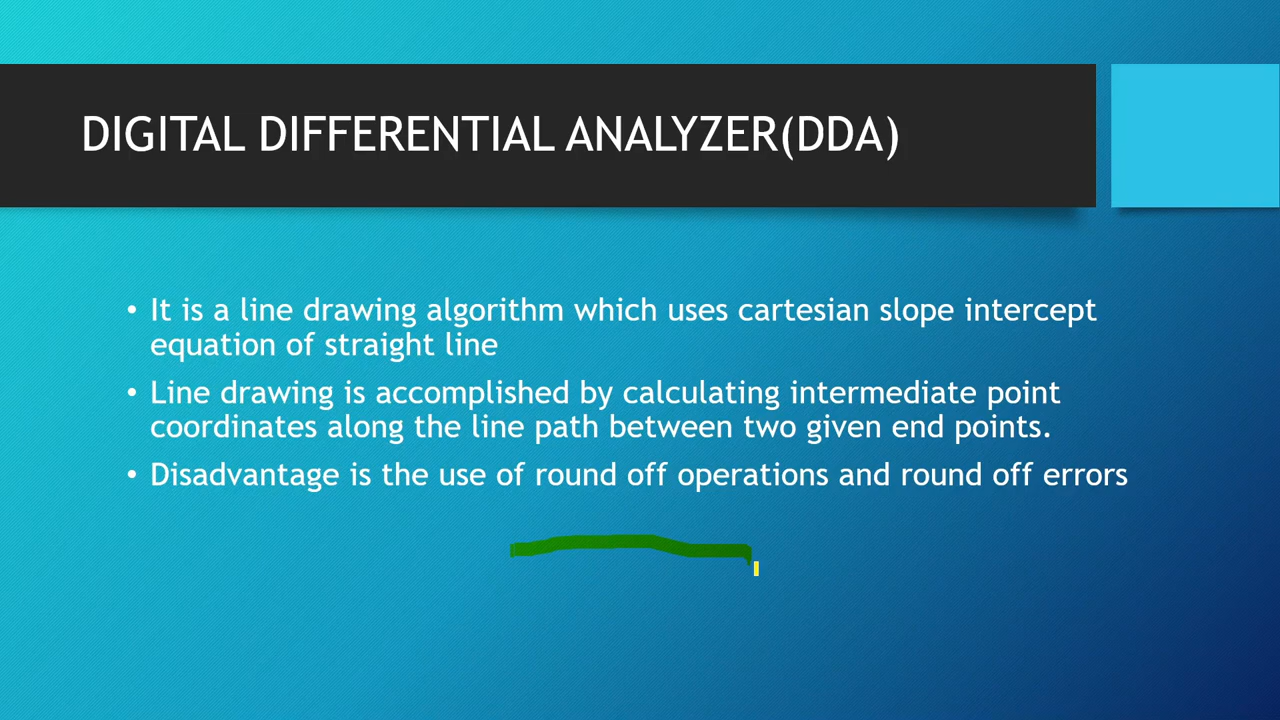 DIGITAL DIFFERENTIAL ANALYZER(DDA)
• It is a line drawing algorithm which uses cartesian slope intercept
equation of straight line
• Line drawing is accomplished by calculating intermediate point
coordinates along the line path between two given end points.
• Disadvantage is the use of round off operations and round off errors